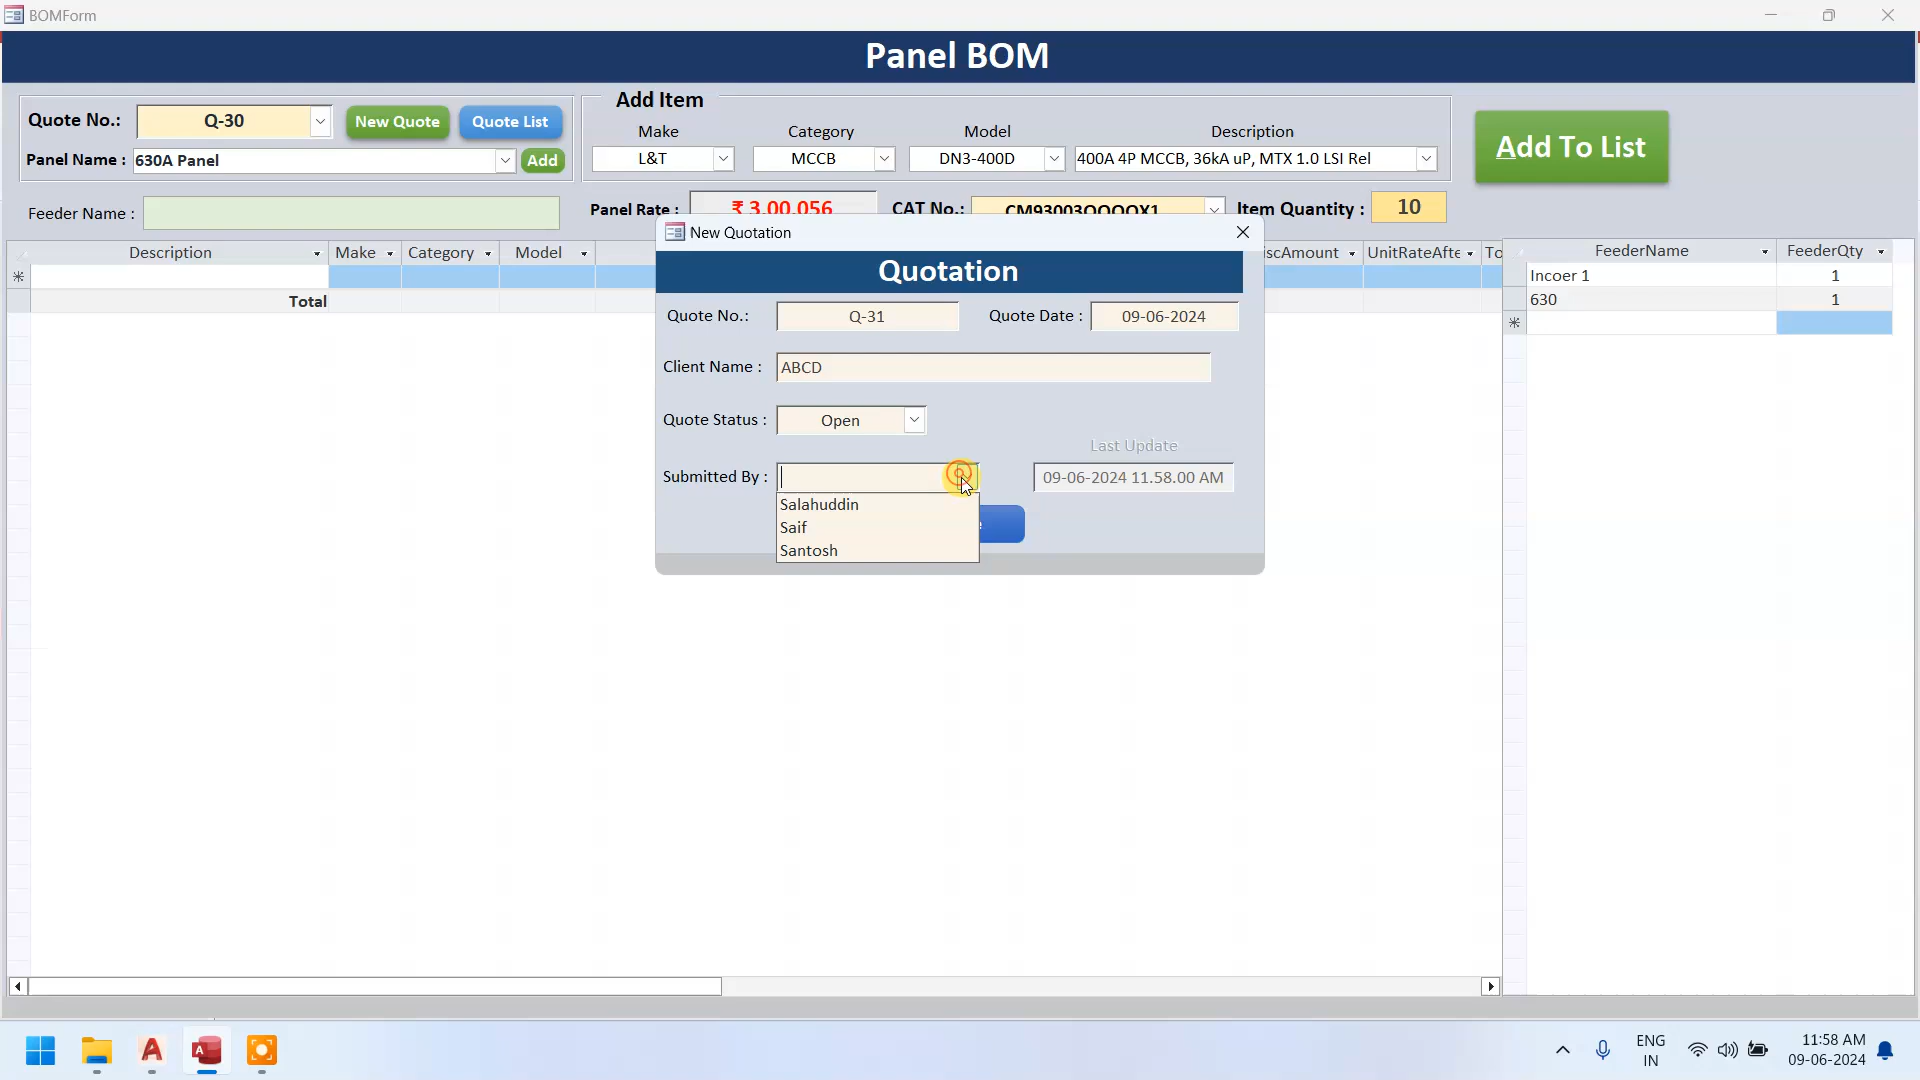 BOMForm
Panel BOM
Quote No.: Q-30 New Quote Quote List
Panel Name : 630A Panel Add
Add Item
Make Category Model Description
L&T MCCB DN3-400D 400A 4P MCCB, 36kA uP, MTX 1.0 LSI Rel
Add To List
Feeder Name : Panel Rate : ₹ 3,00,056 CAT No.: CM93003OOOOX1 Item Quantity : 10
Description Make Category Model iscAmount UnitRateAfte To
Total
FeederName FeederQty
Incoer 1 1
630 1
New Quotation
Quotation
Quote No.: Q-31 Quote Date : 09-06-2024
Client Name : ABCD
Quote Status : Open
Last Update
Submitted By : 09-06-2024 11.58.00 AM
Salahuddin
Saif
Santosh
ENG
IN
11:58 AM
09-06-2024